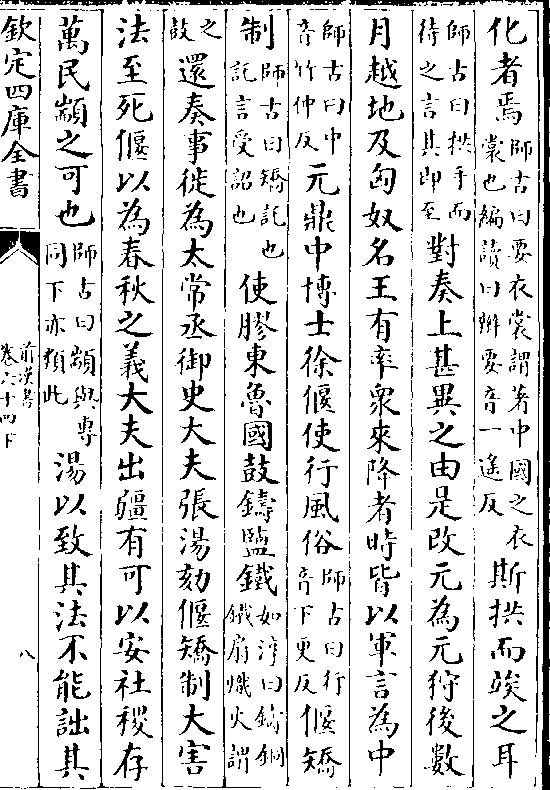 化者焉師古曰要衣裳謂著中國之衣裳也編讀曰辮要音一遙反斯拱而竢之耳
師古曰拱手而待之言其即至對奏上甚異之由是改元為元狩後數
月越地及匈奴名王有率衆來降者時皆以軍言為中
師古曰中音竹仲反元鼎中博士徐偃使行風俗師古曰行音下更反偃矯
制師古曰矯託也託言受詔也使膠東魯國鼓鑄鹽鐵如淳曰鑄銅鐵扇熾火謂
之鼓還奏事徙為太常丞御史大夫張湯劾偃矯制大害
法至死偃以為春秋之義大夫出疆有可以安社稷存
萬民顓之可也師古曰顓與專同下亦類此湯以致其法不能詘其
欽定四庫全書
前漢書
卷六十四下
八